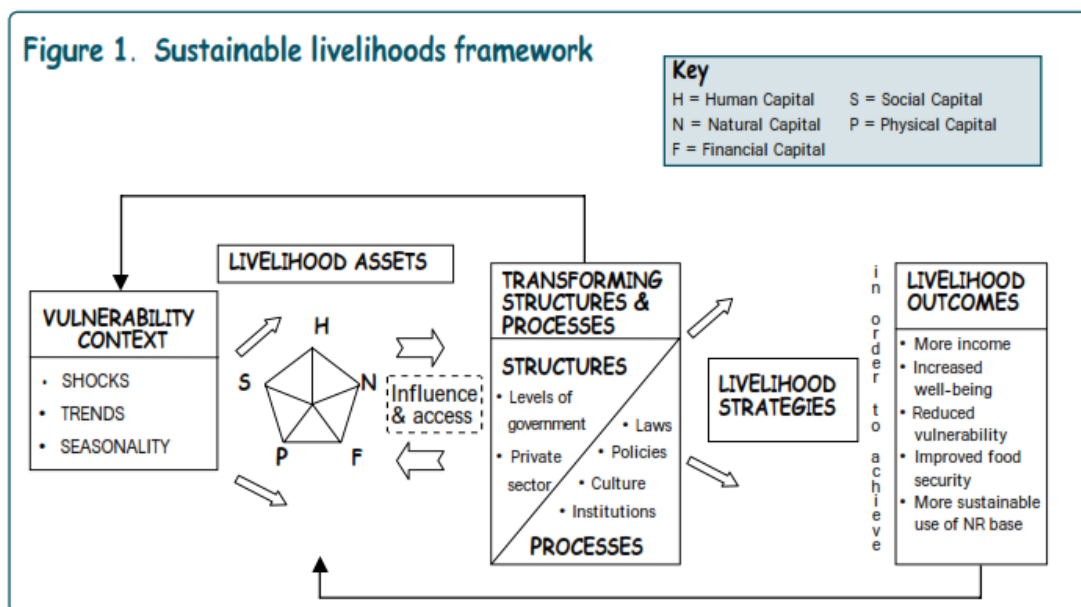 Figure 1. Sustainable livelihoods framework
Key
H = Human Capital S = Social Capital
N = Natural Capital P = Physical Capital
F = Financial Capital
LIVELIHOOD ASSETS
VULNERABILITY
CONTEXT
• SHOCKS
• TRENDS
• SEASONALITY
H
S
N
P
F
Influence
& access
TRANSFORMING
STRUCTURES &
PROCESSES
STRUCTURES
• Levels of
government
• Private
sector
• Laws
• Policies
• Culture
• Institutions
PROCESSES
LIVELIHOOD
STRATEGIES
in order to achieve
LIVELIHOOD
OUTCOMES
• More income
• Increased
well-being
• Reduced
vulnerability
• Improved food
security
• More sustainable
use of NR base